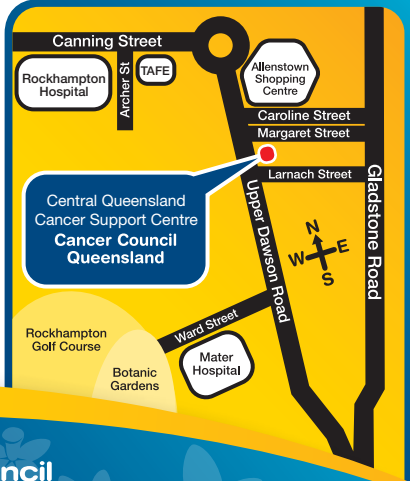 Canning Street
Rockhampton
Hospital
Archer St
TAFE
Allenstown
Shopping
Centre
Caroline Street
Margaret Street
Larnach Street
Central Queensland
Cancer Support Centre
Cancer Council
Queensland
Upper Dawson Road
Gladstone Road
N
W
E
S
Rockhampton
Golf Course
Botanic
Gardens
Ward Street
Mater
Hospital
ncil